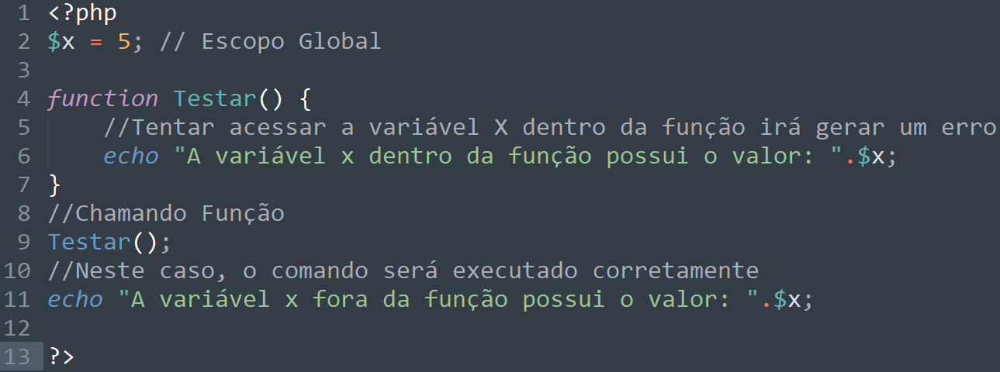 1 <?php
2 $x = 5; // Escopo Global
3
4 function Testar() {
5 //Tentar acessar a variável X dentro da função irá gerar um erro
6 echo "A variável x dentro da função possui o valor: ".$x;
7 }
8 //Chamando Função
9 Testar();
10 //Neste caso, o comando será executado corretamente
11 echo "A variável x fora da função possui o valor: ".$x;
12
13 ?>